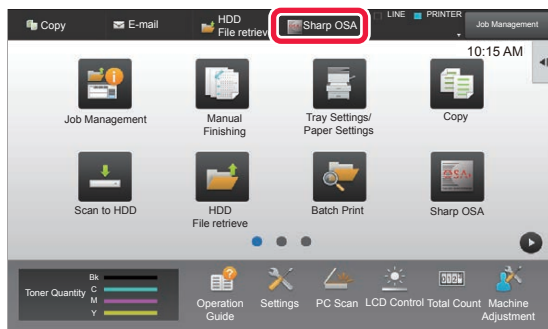 Copy
E-mail
HDD
File retriev
Sharp OSA
LINE
PRINTER
Job Management
10:15 AM
Job Management
Manual
Finishing
Tray Settings/
Paper Settings
Copy
Scan to HDD
HDD
File retrieve
Batch Print
Sharp OSA
Toner Quantity
Bk
C
M
Y
Operation
Guide
Settings
PC Scan
LCD Control
Total Count
Machine
Adjustment